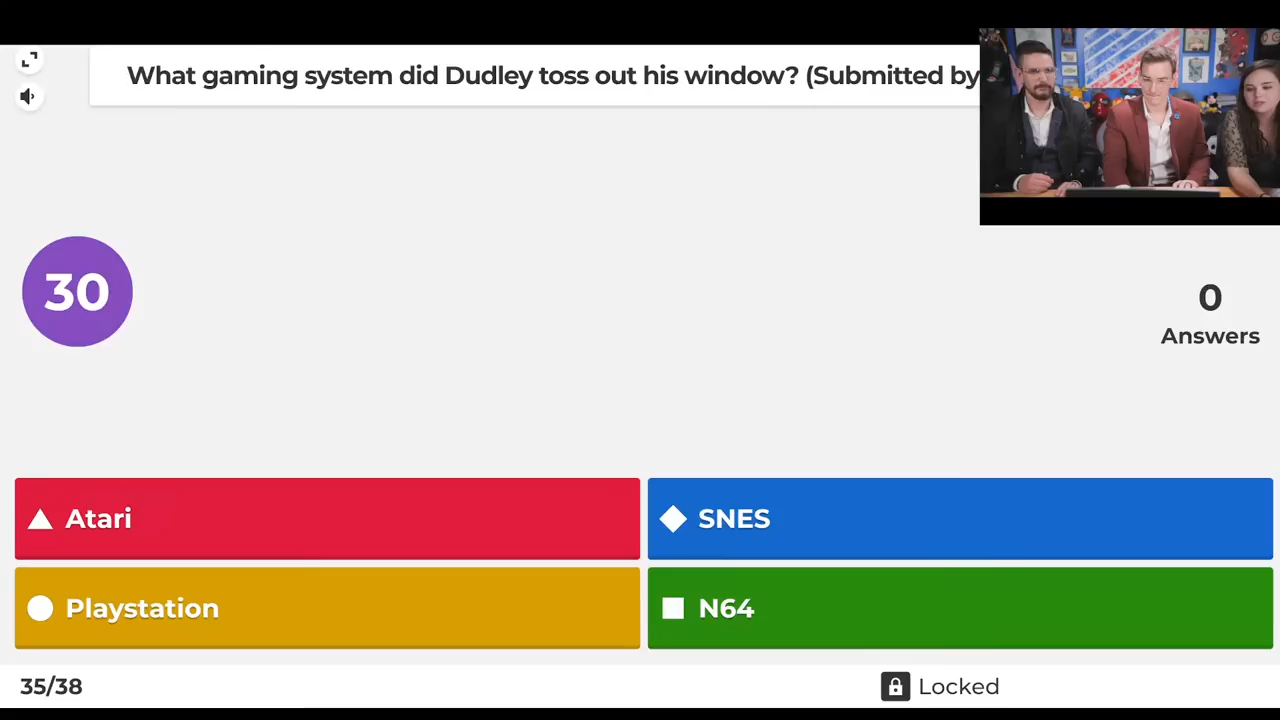 What gaming system did Dudley toss out his window? (Submitted by
30
0
Answers
Atari
SNES
Playstation
N64
35/38
Locked